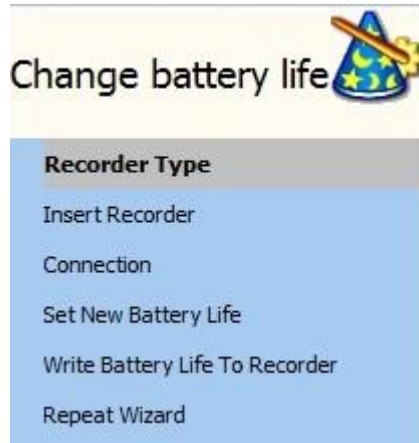 Change battery life
Recorder Type
Insert Recorder
Connection
Set New Battery Life
Write Battery Life To Recorder
Repeat Wizard